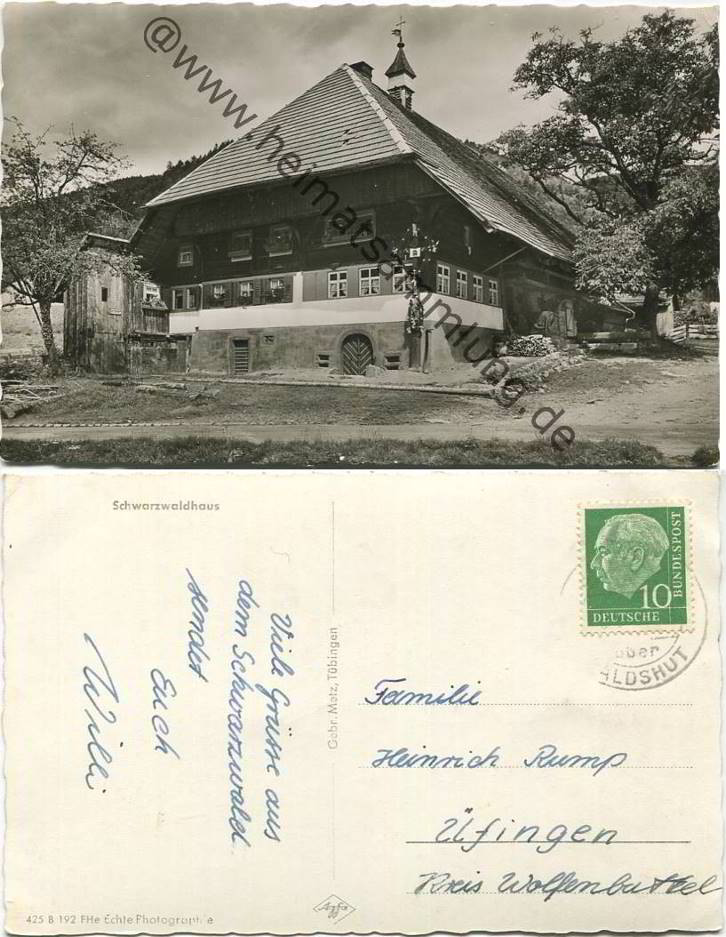 @www.heimatsammlung.de
Schwarzwaldhaus
Viele Grüsse aus
dem Schwarzwald
sendet
Euch
Willi
Gebr. Metz, Tübingen
10
DEUTSCHE
BUNDESPOST
über
ALDSHUT
Familie
Heinrich Rump
Üfingen
Kreis Wolfenbüttel
425 B 192 FHe Echte Photographie
Agfa